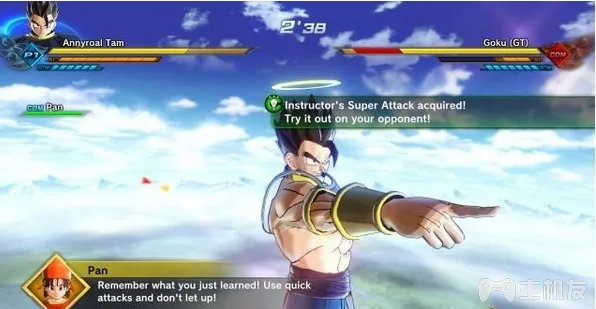 2'38
Annyroal Tam
Goku (GT)
P1
COM
COM Pan
Instructor's Super Attack acquired!
Try it out on your opponent!
Pan
Remember what you just learned! Use quick
attacks and don't let up!
主机友